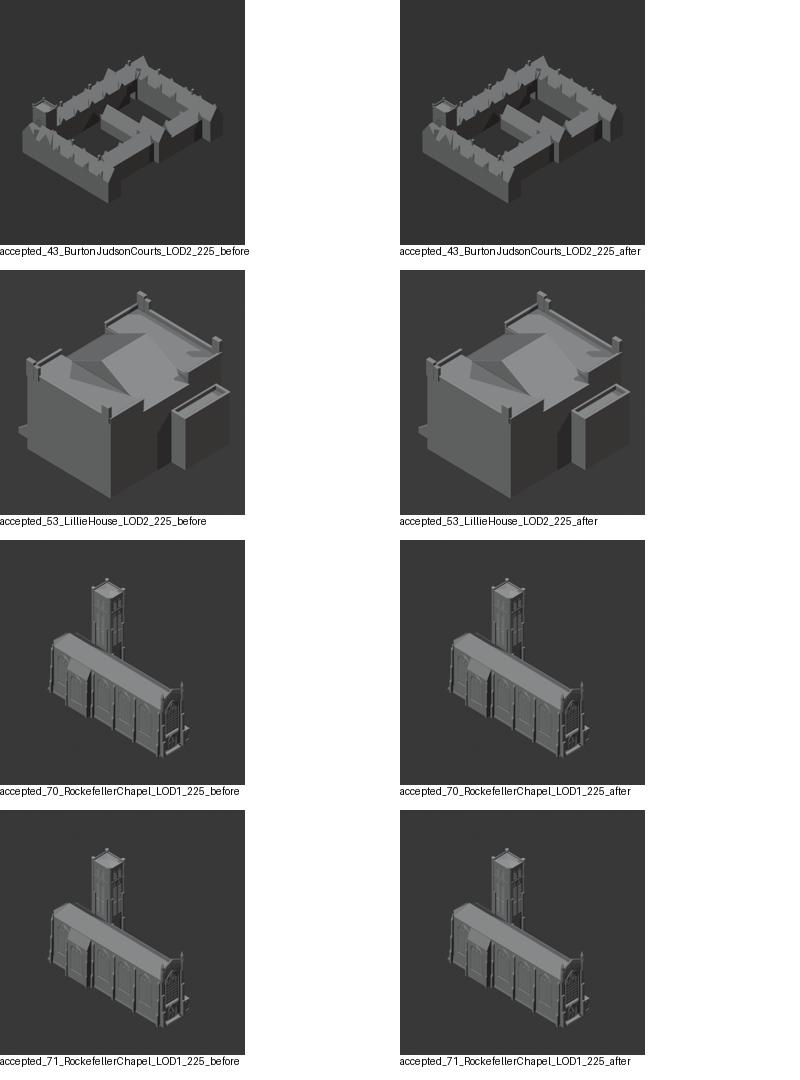 accepted_43_BurtonJudsonCourts_LOD2_225_before
accepted_43_BurtonJudsonCourts_LOD2_225_after
accepted_53_LillieHouse_LOD2_225_before
accepted_53_LillieHouse_LOD2_225_after
accepted_70_RockefellerChapel_LOD1_225_before
accepted_70_RockefellerChapel_LOD1_225_after
accepted_71_RockefellerChapel_LOD1_225_before
accepted_71_RockefellerChapel_LOD1_225_after